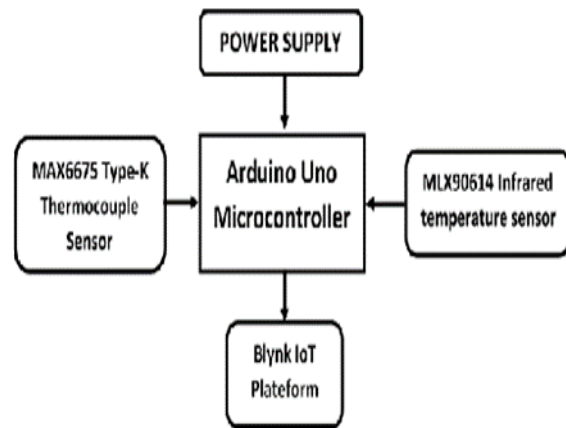 POWER SUPPLY
MAX6675 Type-K
Thermocouple
Sensor
Arduino Uno
Microcontroller
MLX90614 Infrared
temperature sensor
Blynk IoT
Plateform